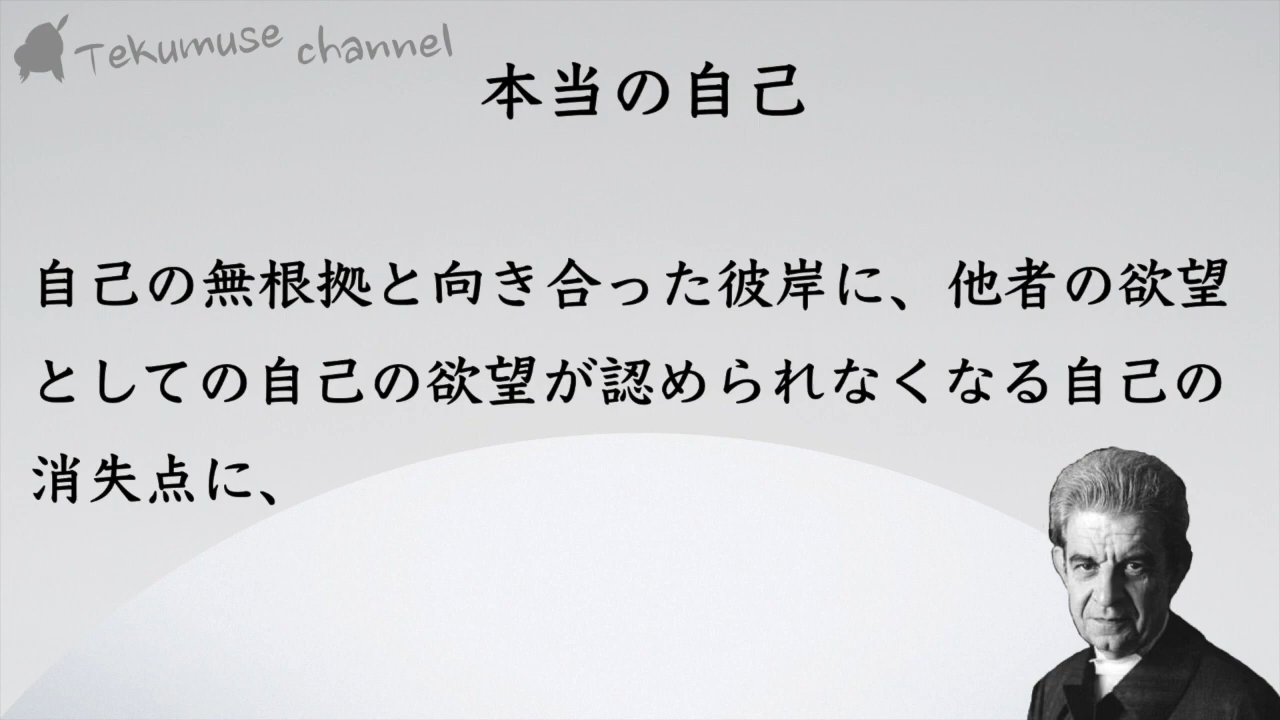 Tekumuse channel
本当の自己
自己の無根拠と向き合った彼岸に、他者の欲望
としての自己の欲望が認められなくなる自己の
消失点に、